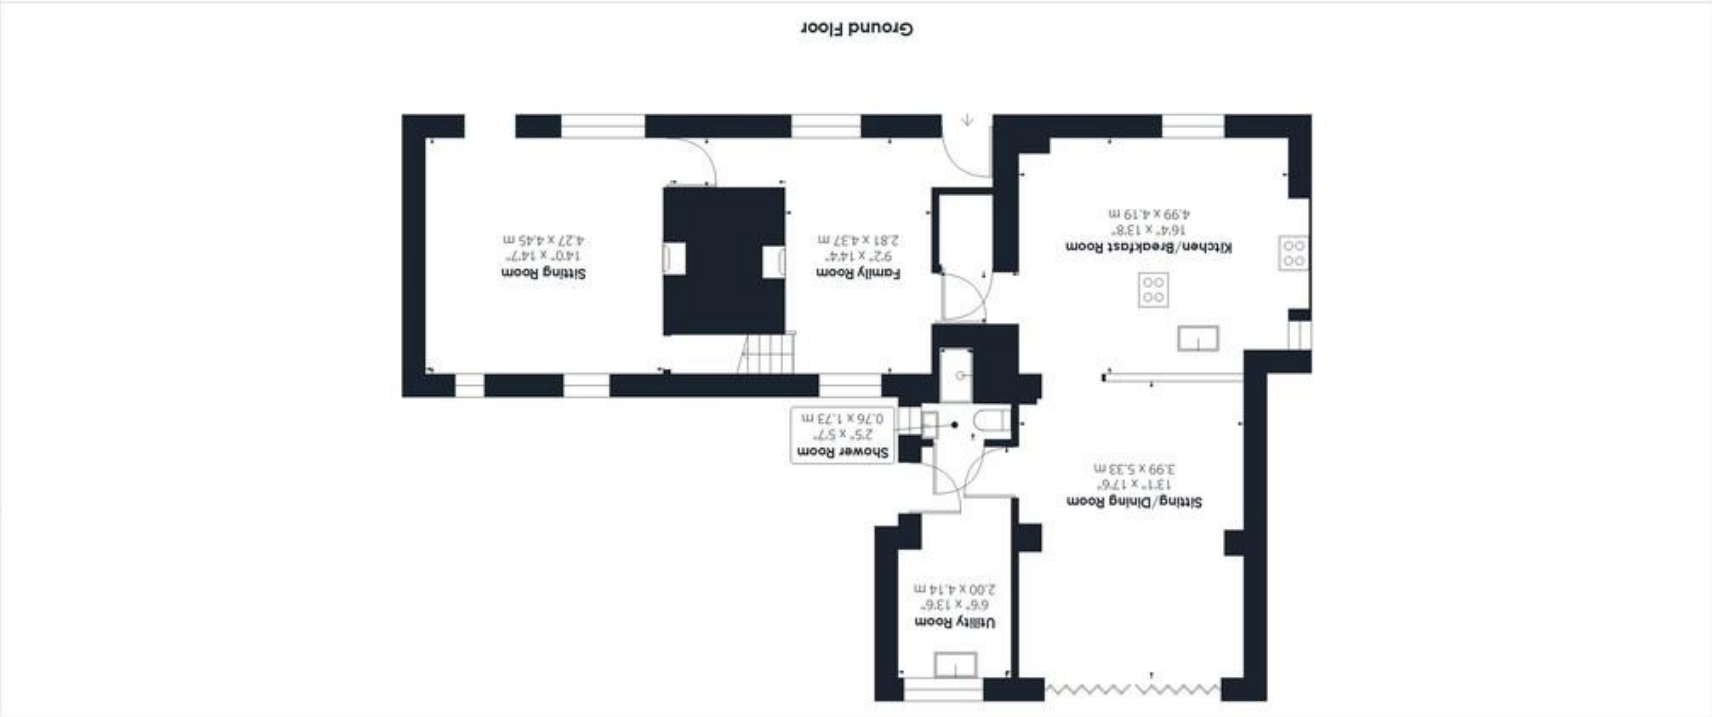 Utility Room
6'6" x 13'6"
2.00 x 4.14 m
Sitting/Dining Room
13'1" x 17'6"
3.99 x 5.33 m
Shower Room
2'5" x 5'7"
0.76 x 1.73 m
Kitchen/Breakfast Room
16'4" x 13'8"
4.99 x 4.19 m
Family Room
9'2" x 14'4"
2.81 x 4.37 m
Sitting Room
14'0" x 14'7"
4.27 x 4.45 m
Ground Floor